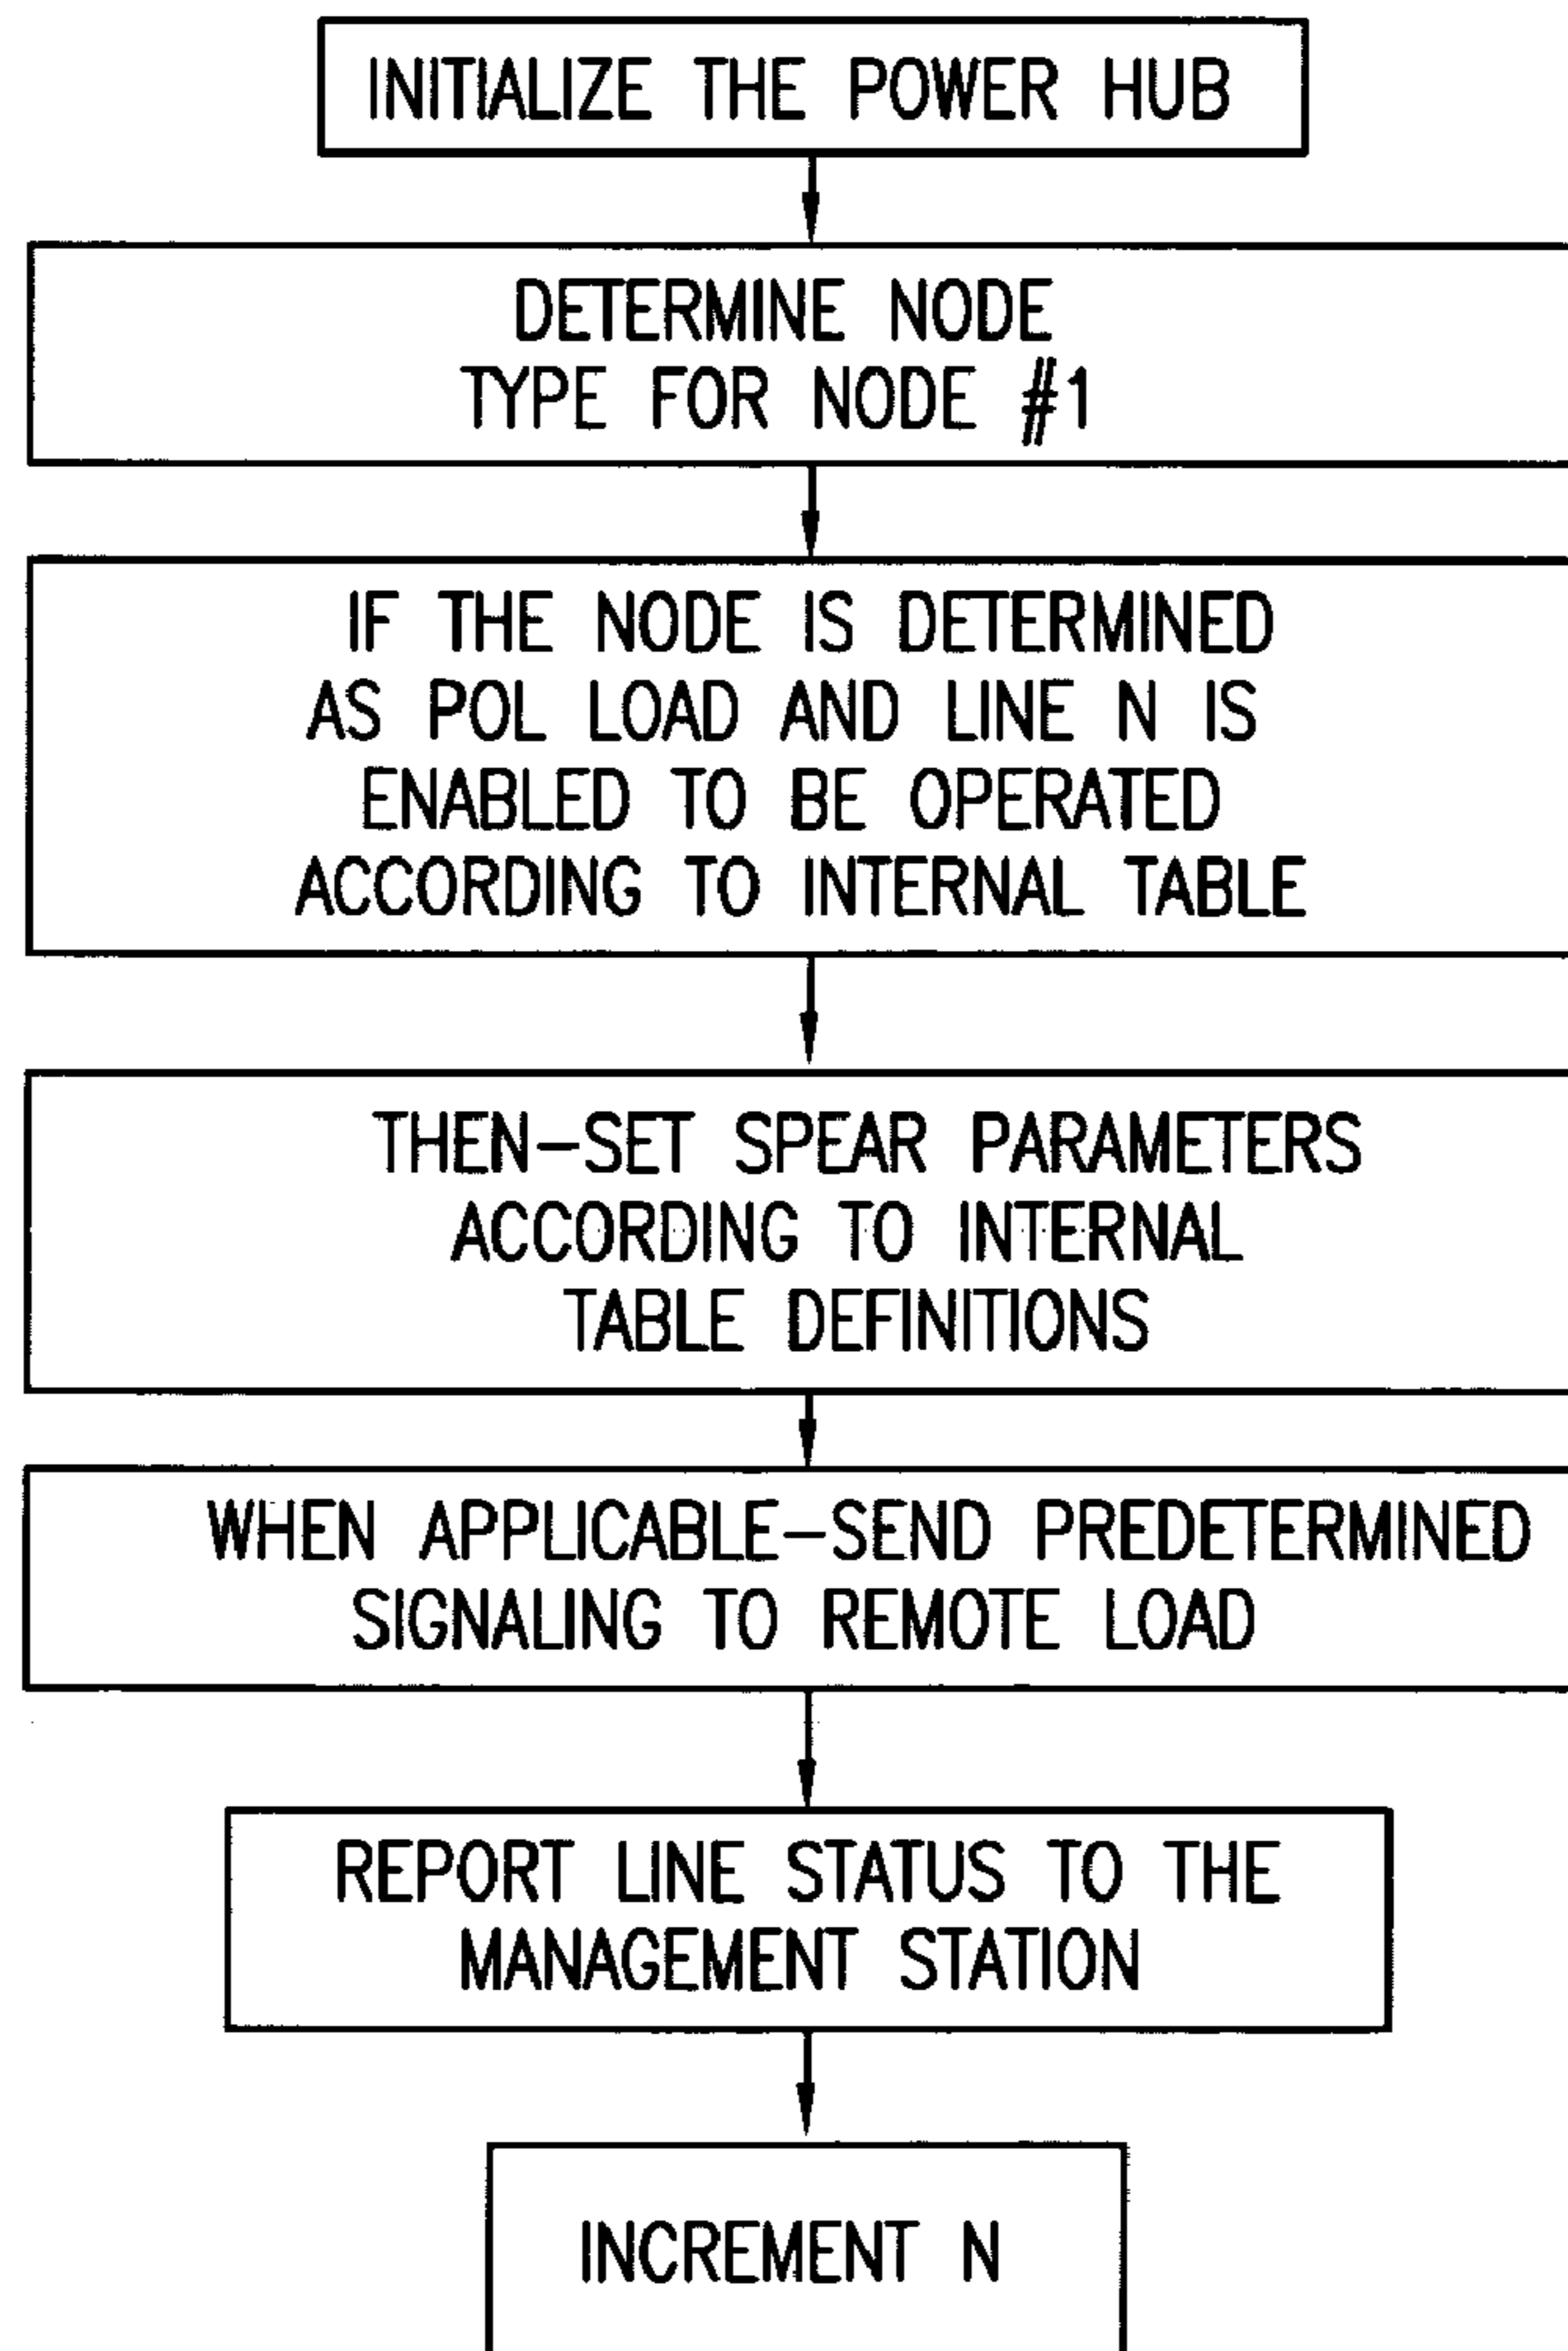 INITIALIZE THE POWER HUB
DETERMINE NODE
TYPE FOR NODE #1
IF THE NODE IS DETERMINED
AS POL LOAD AND LINE N IS
ENABLED TO BE OPERATED
ACCORDING TO INTERNAL TABLE
THEN-SET SPEAR PARAMETERS
ACCORDING TO INTERNAL
TABLE DEFINITIONS
WHEN APPLICABLE-SEND PREDETERMINED
SIGNALING TO REMOTE LOAD
REPORT LINE STATUS TO THE
MANAGEMENT STATION
INCREMENT N